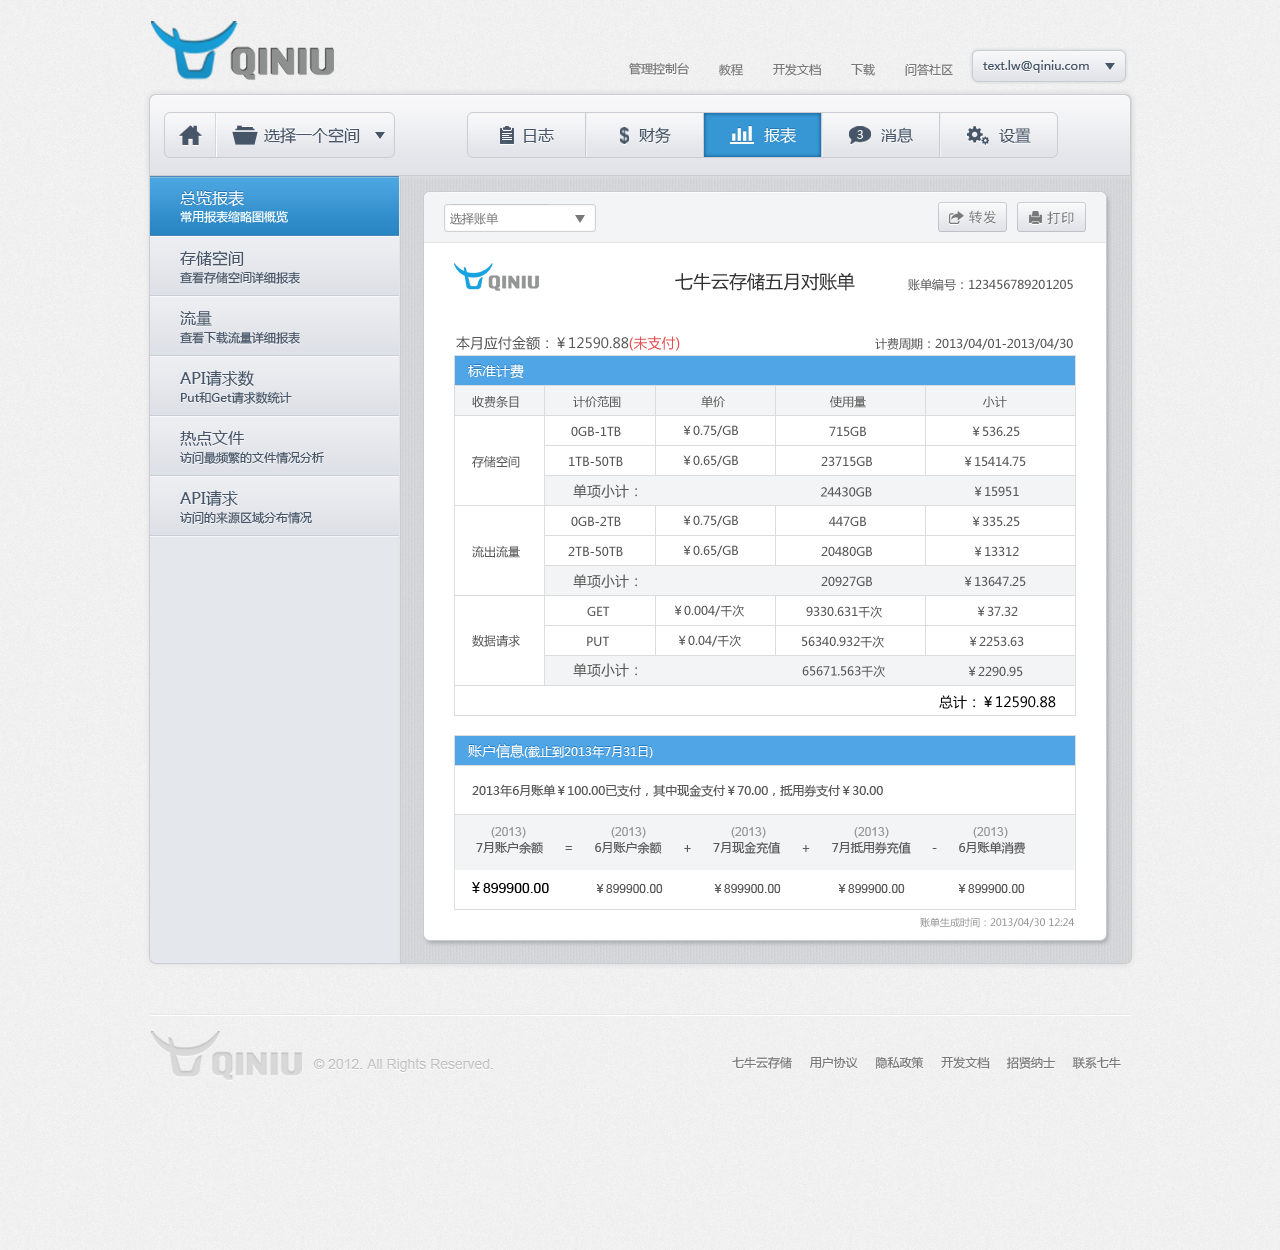 QINIU
管理控制台 教程 开发文档 下载 问答社区 text.lw@qiniu.com
选择一个空间 日志 $ 财务 报表 3 消息 设置
总览报表
常用报表缩略图概览
存储空间
查看存储空间详细报表
流量
查看下载流量详细报表
API请求数
Put和Get请求数统计
热点文件
访问最频繁的文件情况分析
API请求
访问的来源区域分布情况
选择账单 转发 打印
QINIU 七牛云存储五月对账单 账单编号：123456789201205
本月应付金额：￥12590.88(未支付) 计费周期：2013/04/01-2013/04/30
标准计费
收费条目 计价范围 单价 使用量 小计
0GB-1TB ￥0.75/GB 715GB ￥536.25
存储空间 1TB-50TB ￥0.65/GB 23715GB ￥15414.75
单项小计： 24430GB ￥15951
0GB-2TB ￥0.75/GB 447GB ￥335.25
流出流量 2TB-50TB ￥0.65/GB 20480GB ￥13312
单项小计： 20927GB ￥13647.25
GET ￥0.004/千次 9330.631千次 ￥37.32
数据请求 PUT ￥0.04/千次 56340.932千次 ￥2253.63
单项小计： 65671.563千次 ￥2290.95
总计：￥12590.88
账户信息(截止到2013年7月31日)
2013年6月账单￥100.00已支付，其中现金支付￥70.00，抵用券支付￥30.00
(2013) (2013) (2013) (2013) (2013)
7月账户余额 = 6月账户余额 + 7月现金充值 + 7月抵用券充值 - 6月账单消费
￥899900.00 ￥899900.00 ￥899900.00 ￥899900.00 ￥899900.00
账单生成时间：2013/04/30 12:24
QINIU © 2012. All Rights Reserved. 七牛云存储 用户协议 隐私政策 开发文档 招贤纳士 联系七牛